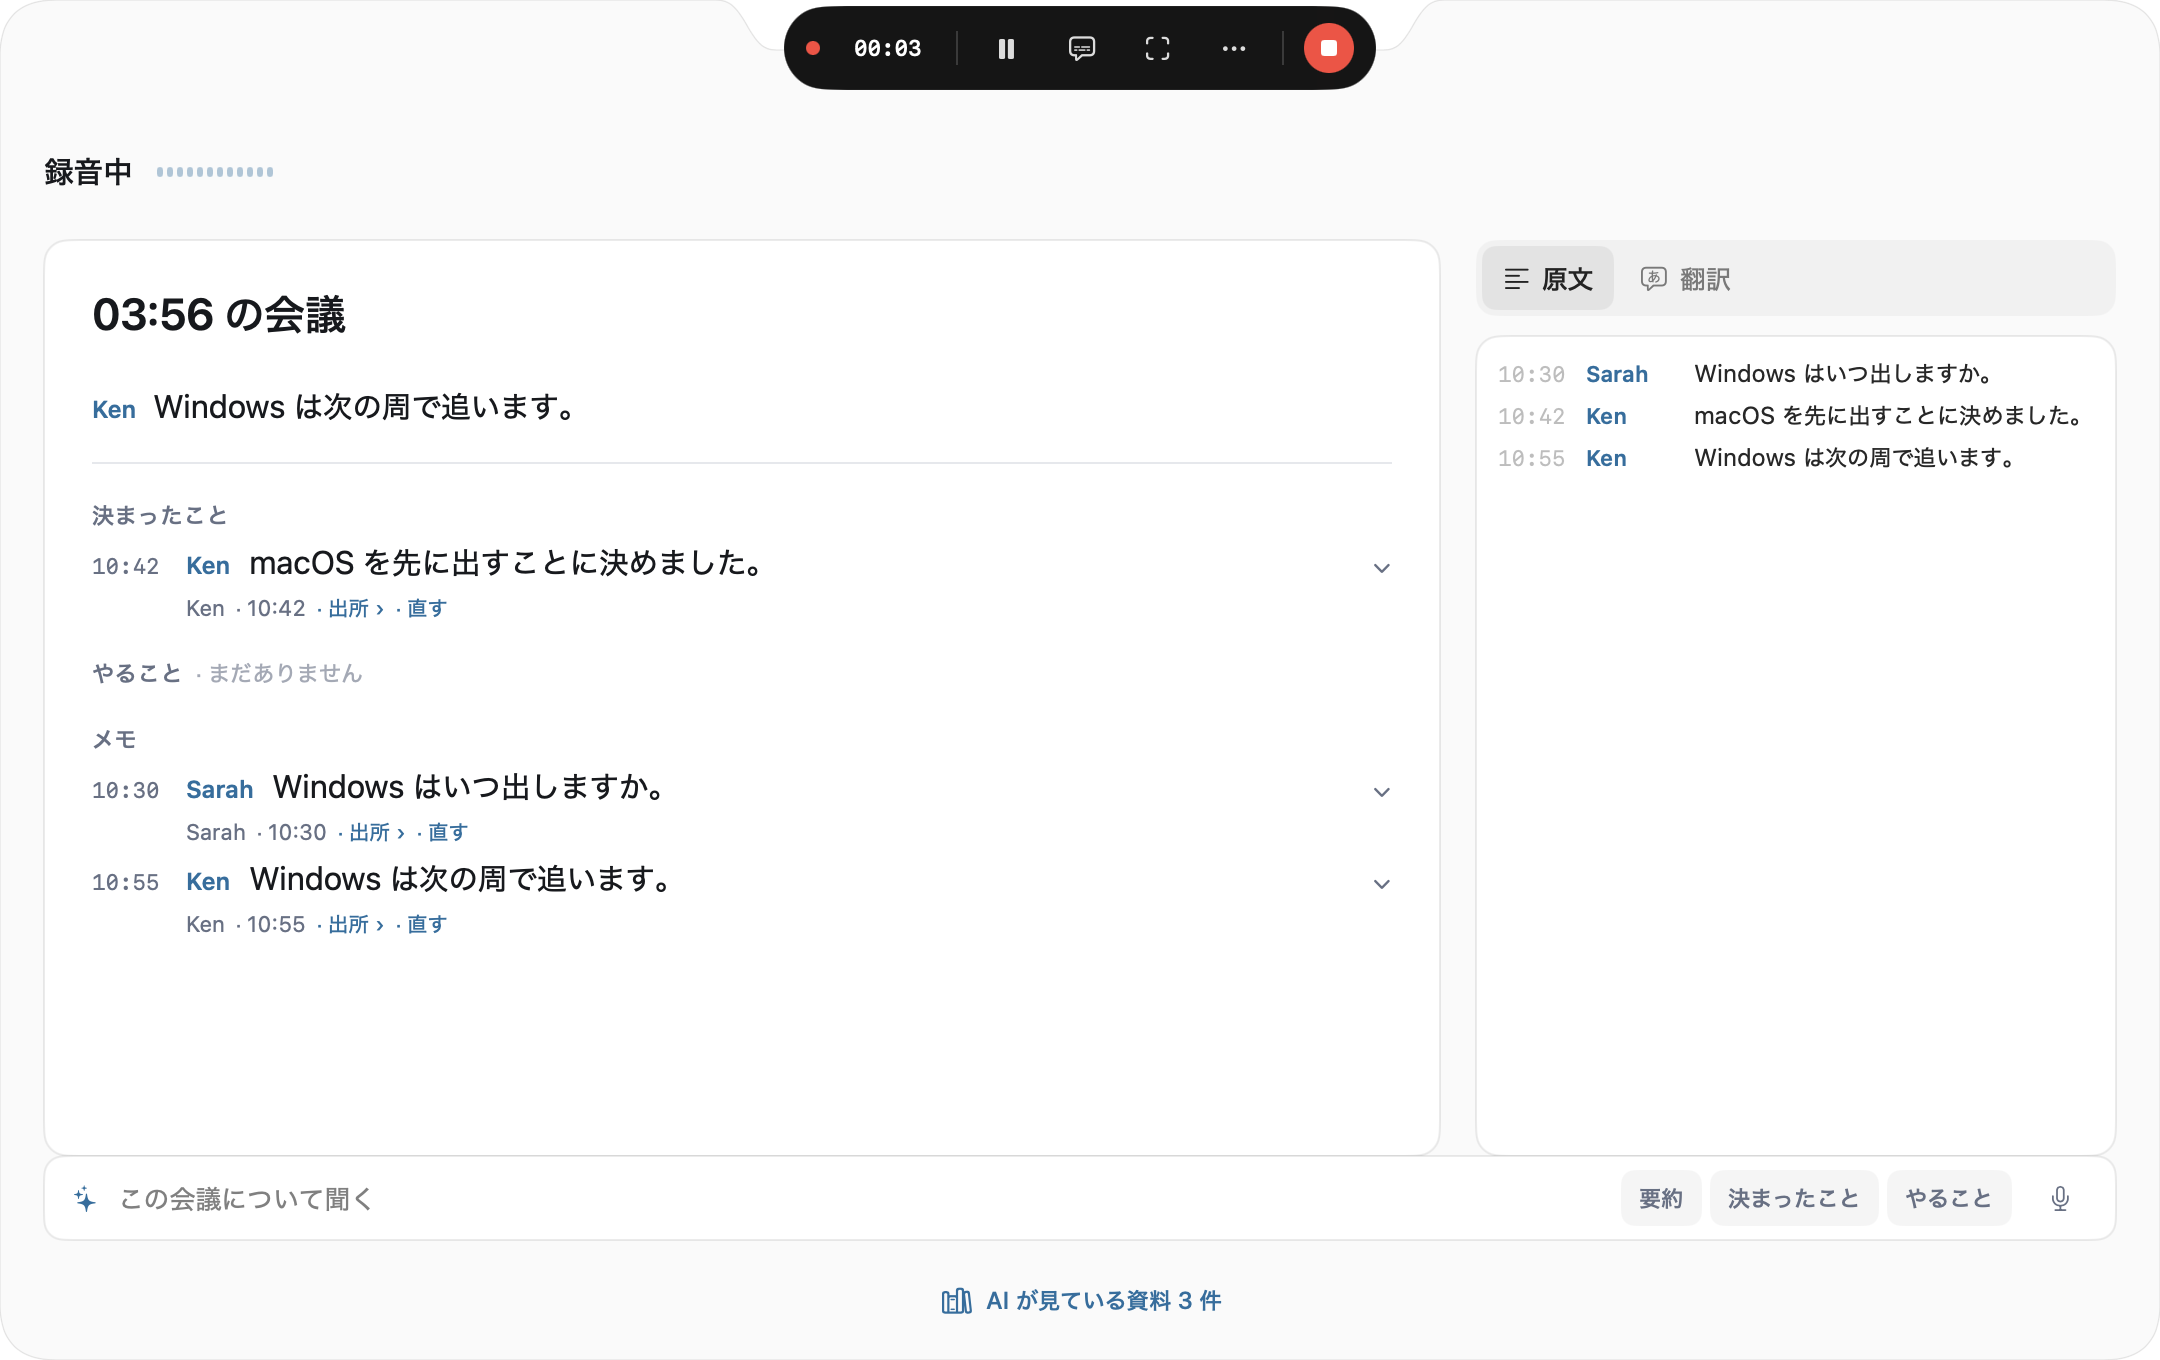 00:03
録音中
03:56 の会議
Ken Windows は次の周で追います。
決まったこと
10:42 Ken macOS を先に出すことに決めました。
Ken · 10:42 · 出所 › · 直す
やること · まだありません
メモ
10:30 Sarah Windows はいつ出しますか。
Sarah · 10:30 · 出所 › · 直す
10:55 Ken Windows は次の周で追います。
Ken · 10:55 · 出所 › · 直す
原文 あ 翻訳
10:30 Sarah Windows はいつ出しますか。
10:42 Ken macOS を先に出すことに決めました。
10:55 Ken Windows は次の周で追います。
この会議について聞く 要約 決まったこと やること
AI が見ている資料 3 件